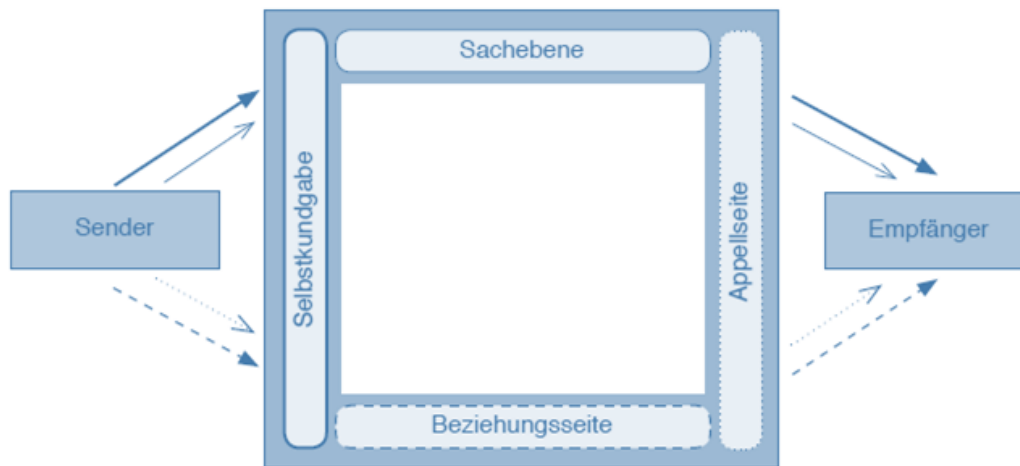 Sachebene
Selbstkundgabe
Appellseite
Sender
Empfänger
Beziehungsseite